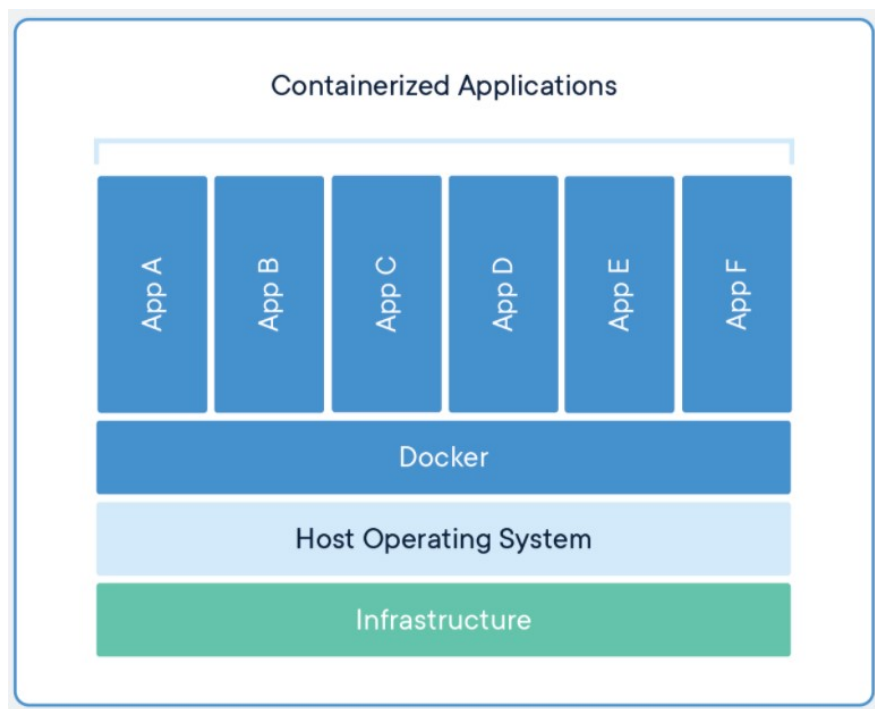 Containerized Applications
App A
App B
App C
App D
App E
App F
Docker
Host Operating System
Infrastructure